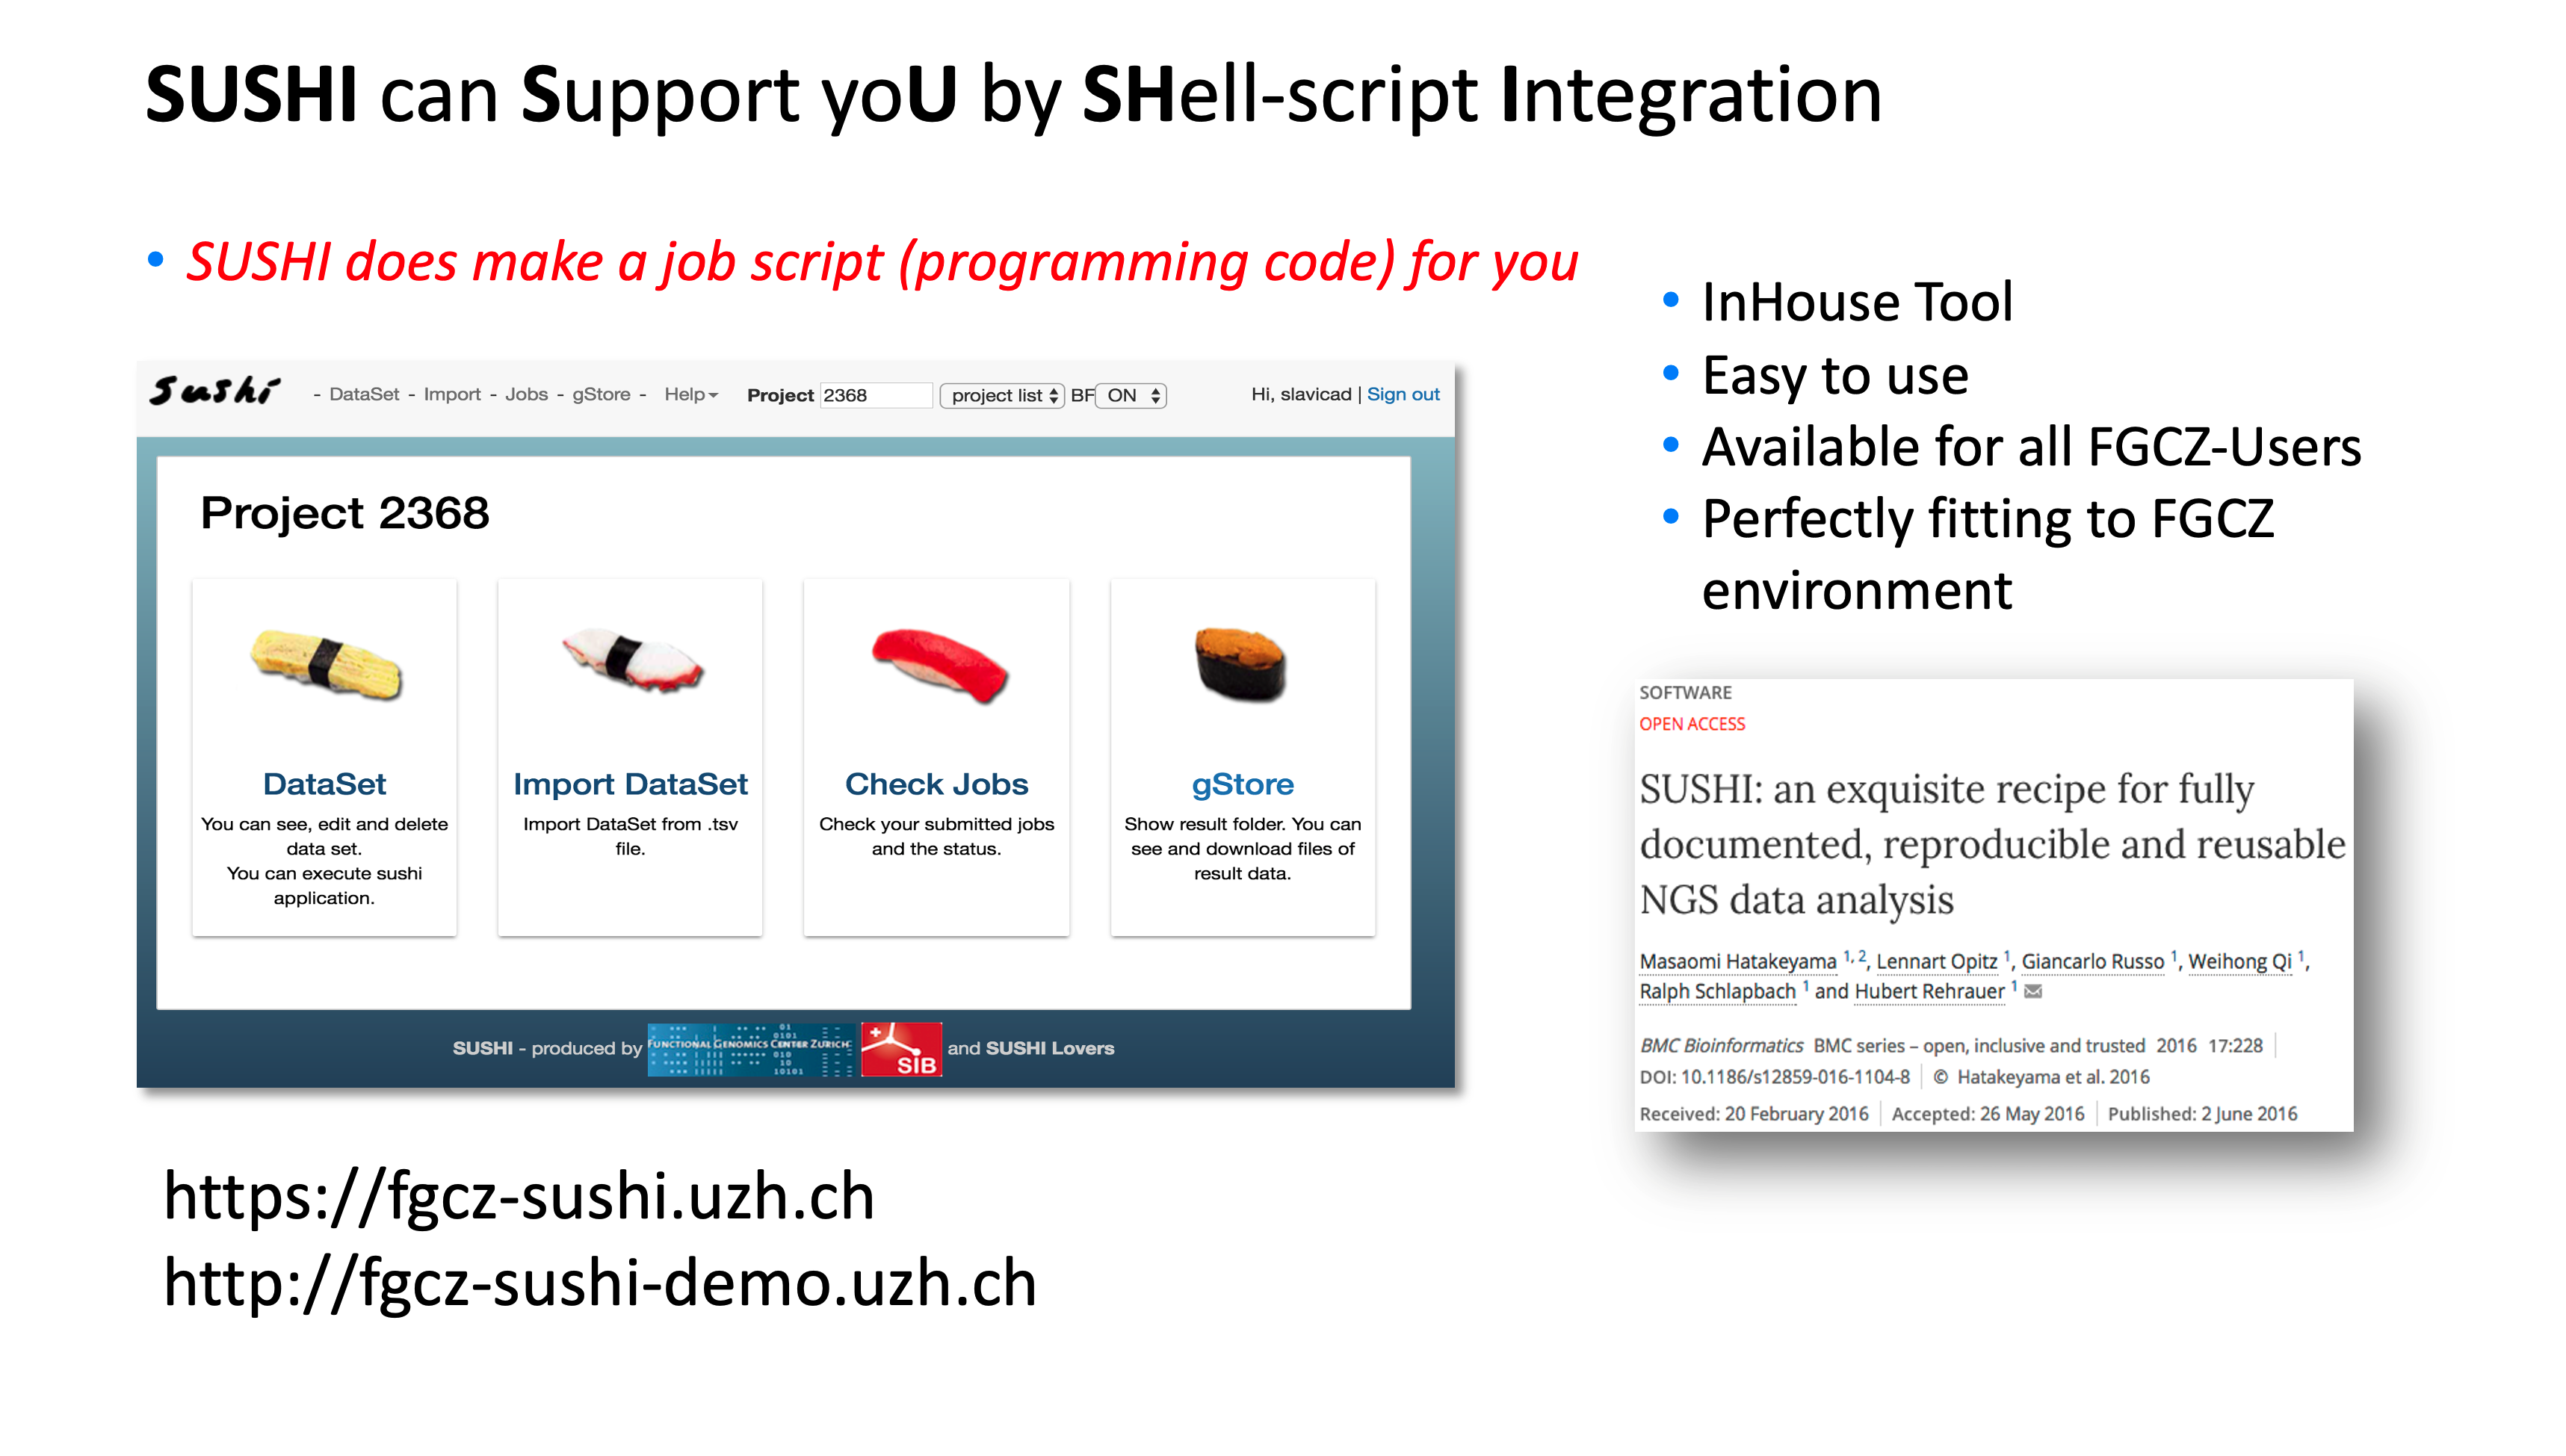 SUSHI can Support yoU by SHell-script Integration
• SUSHI does make a job script (programming code) for you
sushi - DataSet - Import - Jobs - gStore - Help Project 2368 project list BF ON Hi, slavicad | Sign out
Project 2368
DataSet
You can see, edit and delete
data set.
You can execute sushi
application.
Import DataSet
Import DataSet from .tsv
file.
Check Jobs
Check your submitted jobs
and the status.
gStore
Show result folder. You can
see and download files of
result data.
SUSHI - produced by FUNCTIONAL GENOMICS CENTER ZURICH SIB and SUSHI Lovers
https://fgcz-sushi.uzh.ch
http://fgcz-sushi-demo.uzh.ch
• InHouse Tool
• Easy to use
• Available for all FGCZ-Users
• Perfectly fitting to FGCZ
environment
SOFTWARE
OPEN ACCESS
SUSHI: an exquisite recipe for fully
documented, reproducible and reusable
NGS data analysis
Masaomi Hatakeyama 1, 2, Lennart Opitz 1, Giancarlo Russo 1, Weihong Qi 1,
Ralph Schlapbach 1 and Hubert Rehrauer 1
BMC Bioinformatics BMC series – open, inclusive and trusted 2016 17:228
DOI: 10.1186/s12859-016-1104-8 © Hatakeyama et al. 2016
Received: 20 February 2016 Accepted: 26 May 2016 Published: 2 June 2016